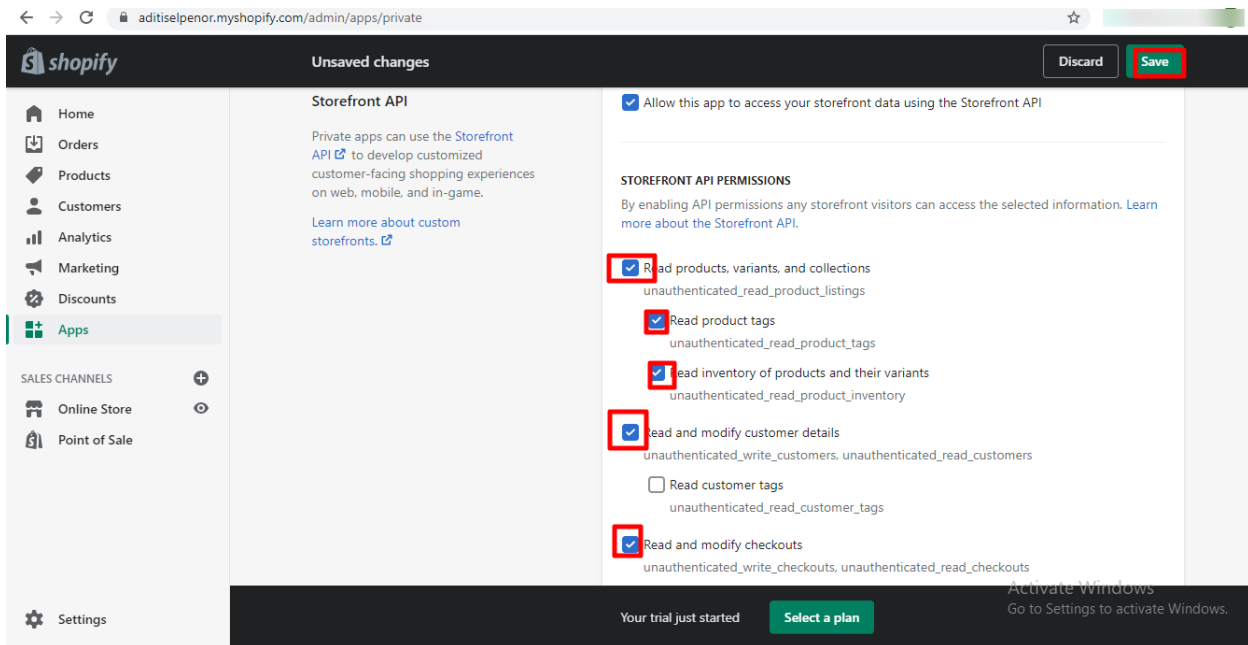 aditiselpenor.myshopify.com/admin/apps/private
shopify
Unsaved changes
Discard
Save
Home
Orders
Products
Customers
Analytics
Marketing
Discounts
Apps
SALES CHANNELS
Online Store
Point of Sale
Settings
Storefront API
Private apps can use the Storefront
API to develop customized
customer-facing shopping experiences
on web, mobile, and in-game.
Learn more about custom
storefronts.
Allow this app to access your storefront data using the Storefront API
STOREFRONT API PERMISSIONS
By enabling API permissions any storefront visitors can access the selected information. Learn
more about the Storefront API.
Read products, variants, and collections
unauthenticated_read_product_listings
Read product tags
unauthenticated_read_product_tags
Read inventory of products and their variants
unauthenticated_read_product_inventory
Read and modify customer details
unauthenticated_write_customers, unauthenticated_read_customers
Read customer tags
unauthenticated_read_customer_tags
Read and modify checkouts
unauthenticated_write_checkouts, unauthenticated_read_checkouts
Your trial just started
Select a plan
Activate Windows
Go to Settings to activate Windows.